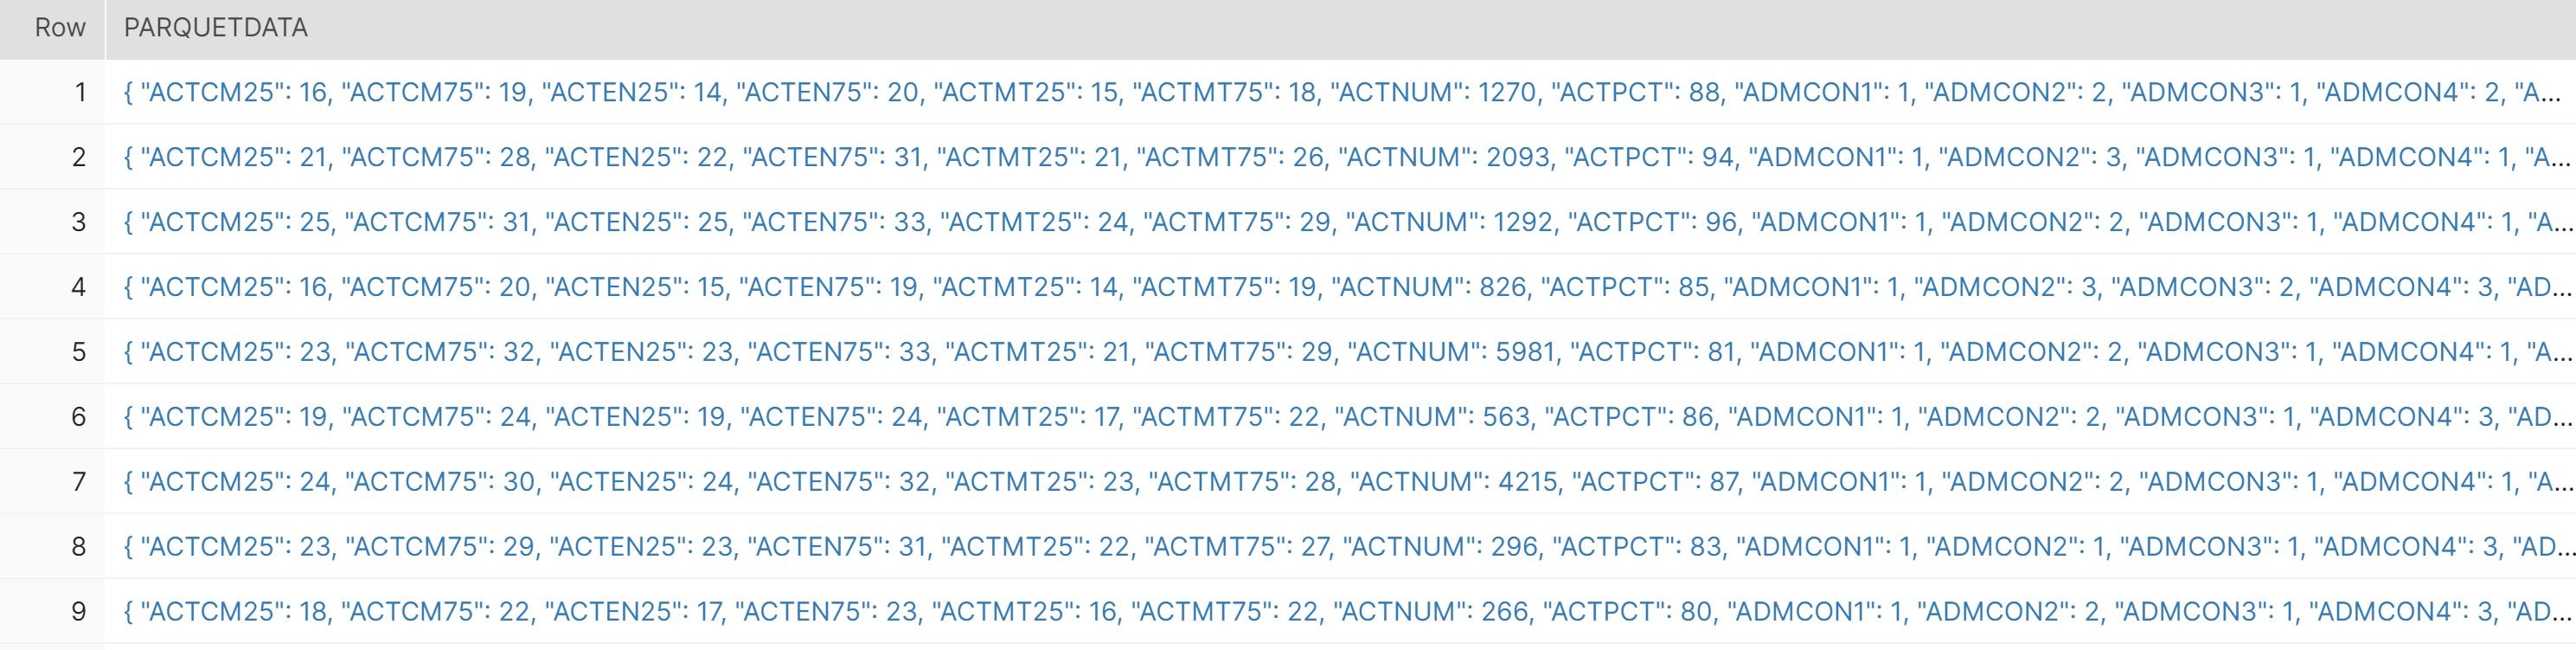 Row PARQUETDATA
1 { "ACTCM25": 16, "ACTCM75": 19, "ACTEN25": 14, "ACTEN75": 20, "ACTMT25": 15, "ACTMT75": 18, "ACTNUM": 1270, "ACTPCT": 88, "ADMCON1": 1, "ADMCON2": 2, "ADMCON3": 1, "ADMCON4": 2, "A...
2 { "ACTCM25": 21, "ACTCM75": 28, "ACTEN25": 22, "ACTEN75": 31, "ACTMT25": 21, "ACTMT75": 26, "ACTNUM": 2093, "ACTPCT": 94, "ADMCON1": 1, "ADMCON2": 3, "ADMCON3": 1, "ADMCON4": 1, "A...
3 { "ACTCM25": 25, "ACTCM75": 31, "ACTEN25": 25, "ACTEN75": 33, "ACTMT25": 24, "ACTMT75": 29, "ACTNUM": 1292, "ACTPCT": 96, "ADMCON1": 1, "ADMCON2": 2, "ADMCON3": 1, "ADMCON4": 1, "A...
4 { "ACTCM25": 16, "ACTCM75": 20, "ACTEN25": 15, "ACTEN75": 19, "ACTMT25": 14, "ACTMT75": 19, "ACTNUM": 826, "ACTPCT": 85, "ADMCON1": 1, "ADMCON2": 3, "ADMCON3": 2, "ADMCON4": 3, "AD...
5 { "ACTCM25": 23, "ACTCM75": 32, "ACTEN25": 23, "ACTEN75": 33, "ACTMT25": 21, "ACTMT75": 29, "ACTNUM": 5981, "ACTPCT": 81, "ADMCON1": 1, "ADMCON2": 2, "ADMCON3": 1, "ADMCON4": 1, "A...
6 { "ACTCM25": 19, "ACTCM75": 24, "ACTEN25": 19, "ACTEN75": 24, "ACTMT25": 17, "ACTMT75": 22, "ACTNUM": 563, "ACTPCT": 86, "ADMCON1": 1, "ADMCON2": 2, "ADMCON3": 1, "ADMCON4": 3, "AD...
7 { "ACTCM25": 24, "ACTCM75": 30, "ACTEN25": 24, "ACTEN75": 32, "ACTMT25": 23, "ACTMT75": 28, "ACTNUM": 4215, "ACTPCT": 87, "ADMCON1": 1, "ADMCON2": 2, "ADMCON3": 1, "ADMCON4": 1, "A...
8 { "ACTCM25": 23, "ACTCM75": 29, "ACTEN25": 23, "ACTEN75": 31, "ACTMT25": 22, "ACTMT75": 27, "ACTNUM": 296, "ACTPCT": 83, "ADMCON1": 1, "ADMCON2": 1, "ADMCON3": 1, "ADMCON4": 3, "AD...
9 { "ACTCM25": 18, "ACTCM75": 22, "ACTEN25": 17, "ACTEN75": 23, "ACTMT25": 16, "ACTMT75": 22, "ACTNUM": 266, "ACTPCT": 80, "ADMCON1": 1, "ADMCON2": 2, "ADMCON3": 1, "ADMCON4": 3, "AD...